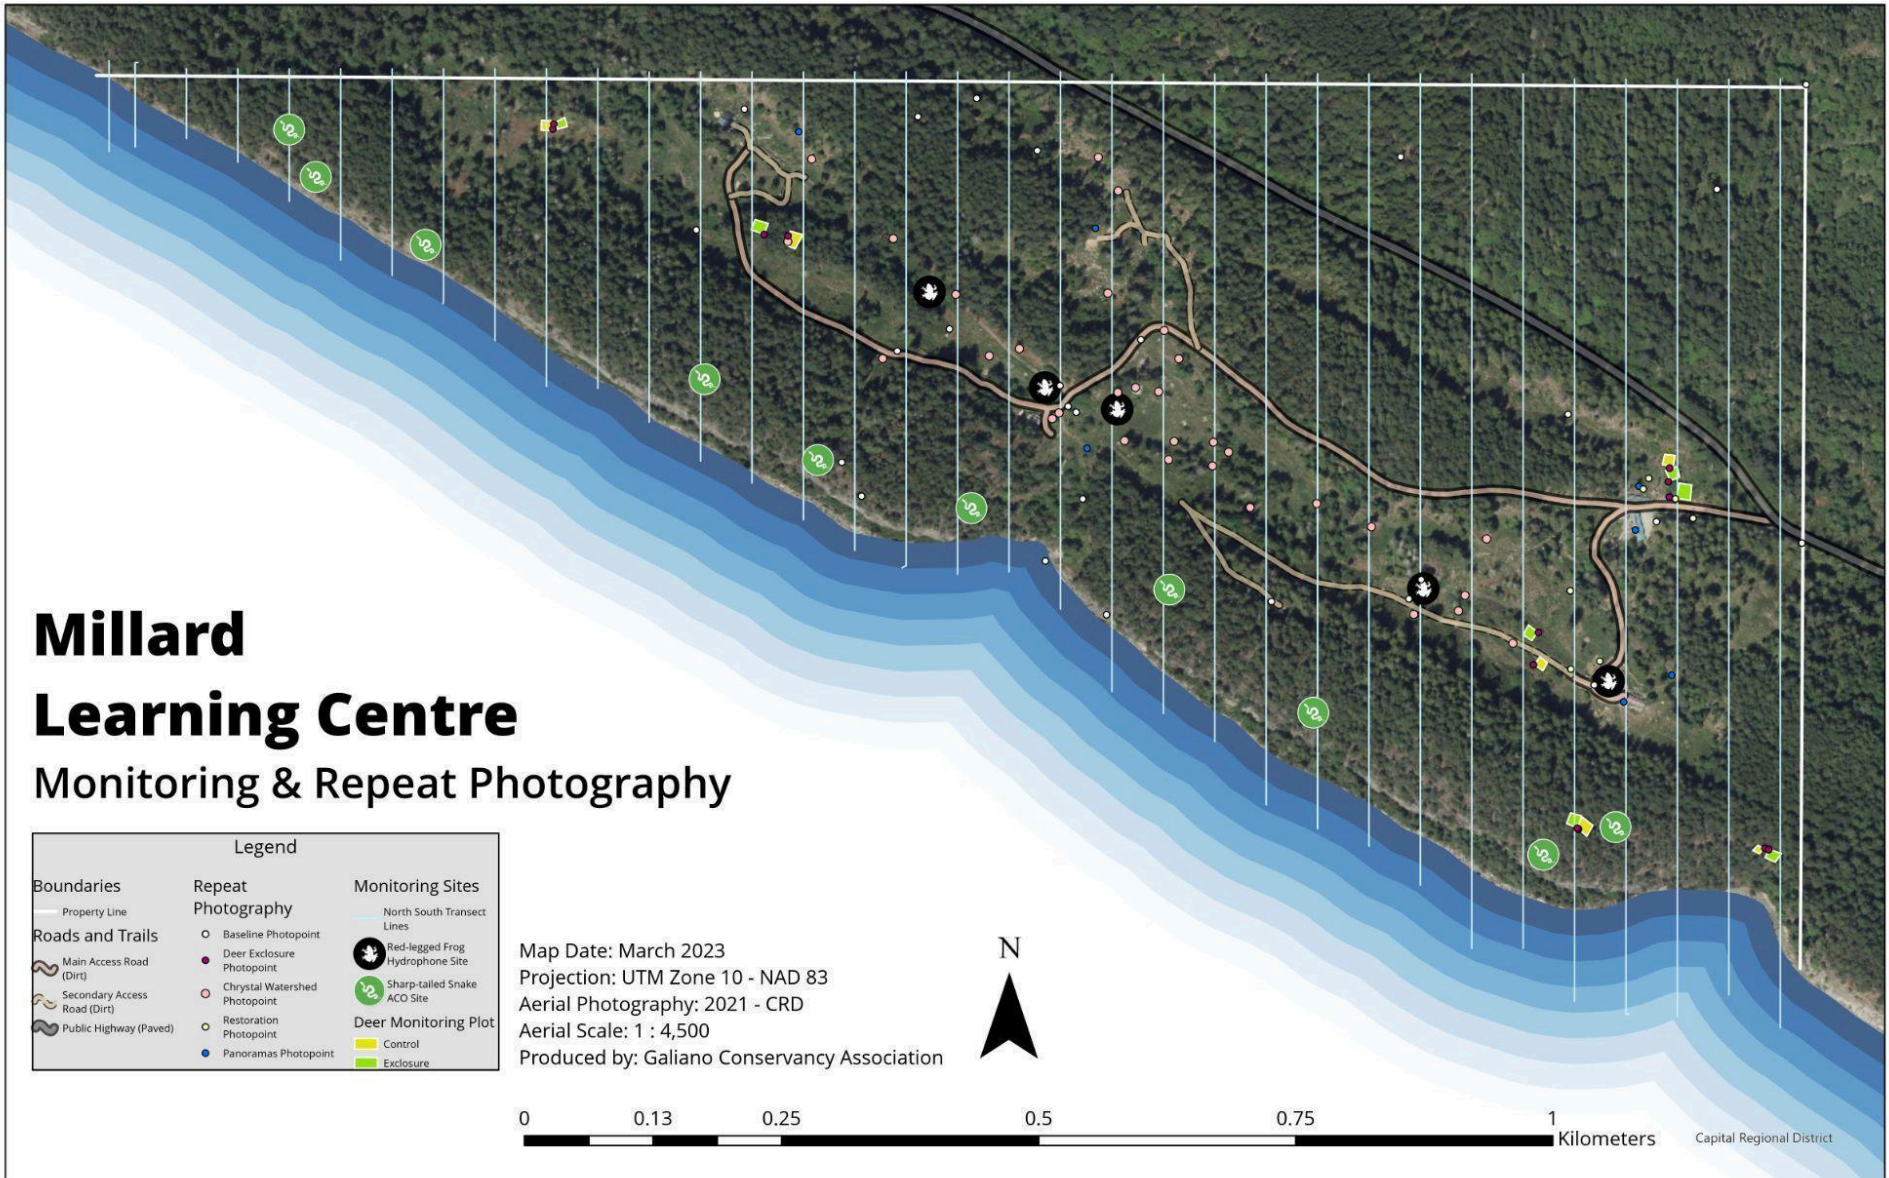 Millard
Learning Centre
Monitoring & Repeat Photography
Legend
Boundaries
Property Line
Roads and Trails
Main Access Road
(Dirt)
Secondary Access
Road (Dirt)
Public Highway (Paved)
Repeat
Photography
Baseline Photopoint
Deer Exclosure
Photopoint
Chrystal Watershed
Photopoint
Restoration
Photopoint
Panoramas Photopoint
Monitoring Sites
North South Transect
Lines
Red-legged Frog
Hydrophone Site
Sharp-tailed Snake
ACO Site
Deer Monitoring Plot
Control
Exclosure
Map Date: March 2023
Projection: UTM Zone 10 - NAD 83
Aerial Photography: 2021 - CRD
Aerial Scale: 1 : 4,500
Produced by: Galiano Conservancy Association
N
0 0.13 0.25 0.5 0.75 1
Kilometers
Capital Regional District